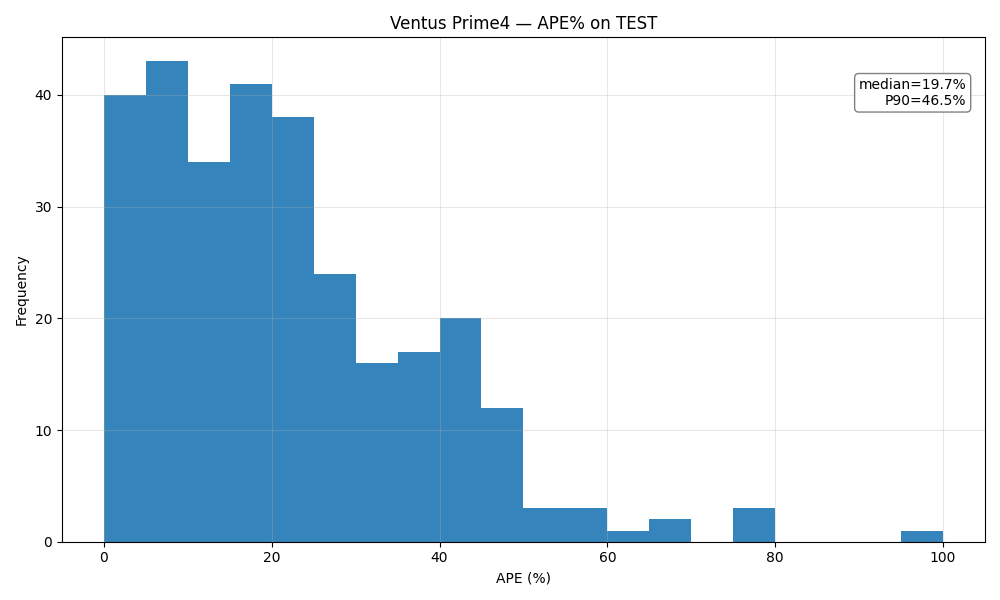 Ventus Prime4 — APE% on TEST
median=19.7%
P90=46.5%
40
30
20
10
0
Frequency
0 20 40 60 80 100
APE (%)